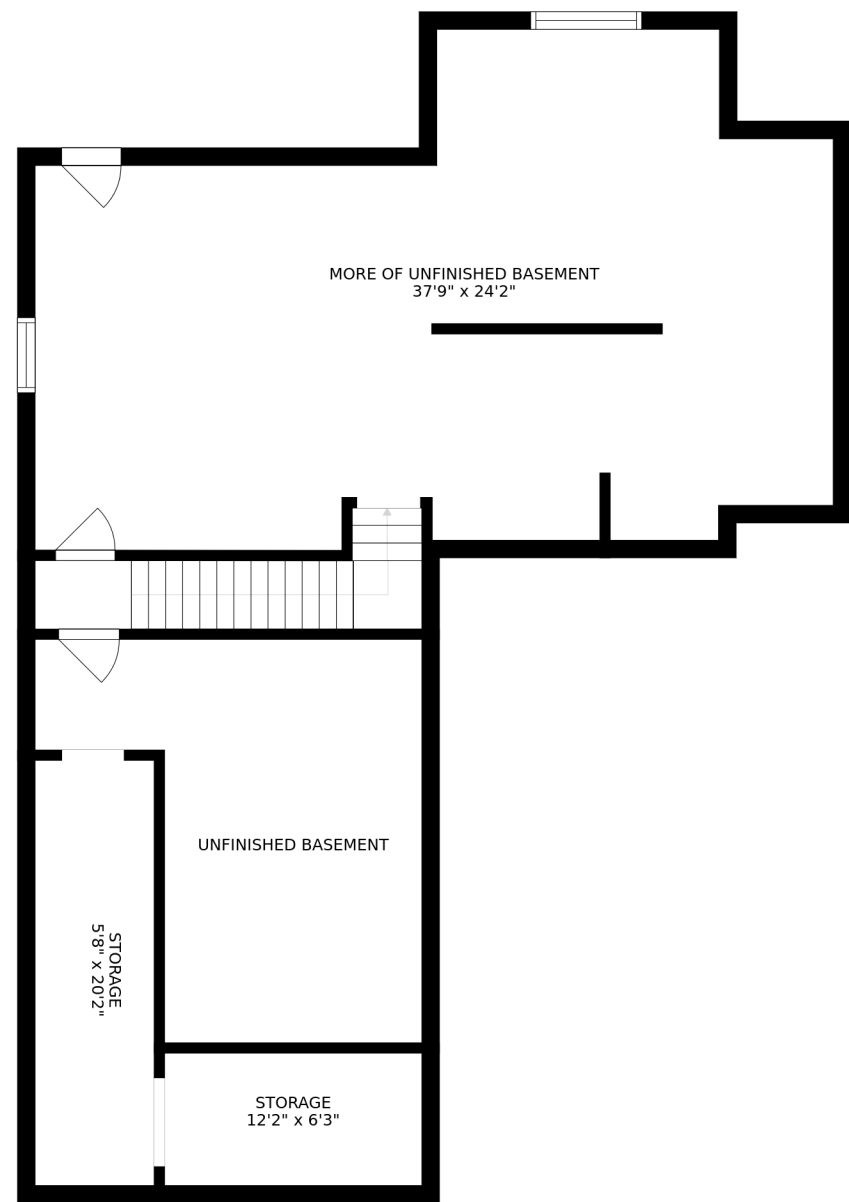 MORE OF UNFINISHED BASEMENT
37'9" x 24'2"
UNFINISHED BASEMENT
STORAGE
5'8" x 20'2"
STORAGE
12'2" x 6'3"